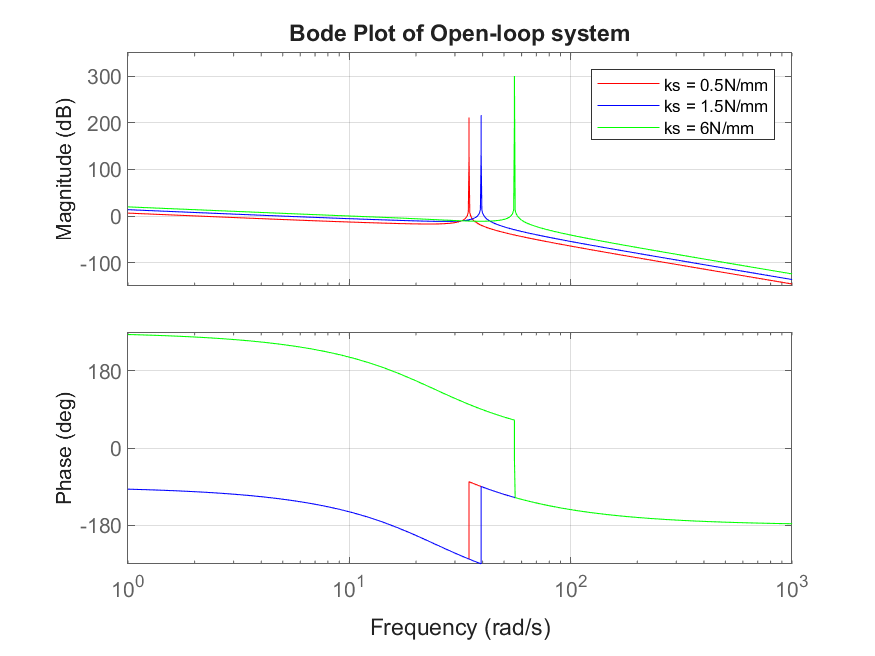 Bode Plot of Open-loop system
Magnitude (dB)
300
200
100
0
-100
ks = 0.5N/mm
ks = 1.5N/mm
ks = 6N/mm
Phase (deg)
180
0
-180
10^0 10^1 10^2 10^3
Frequency (rad/s)